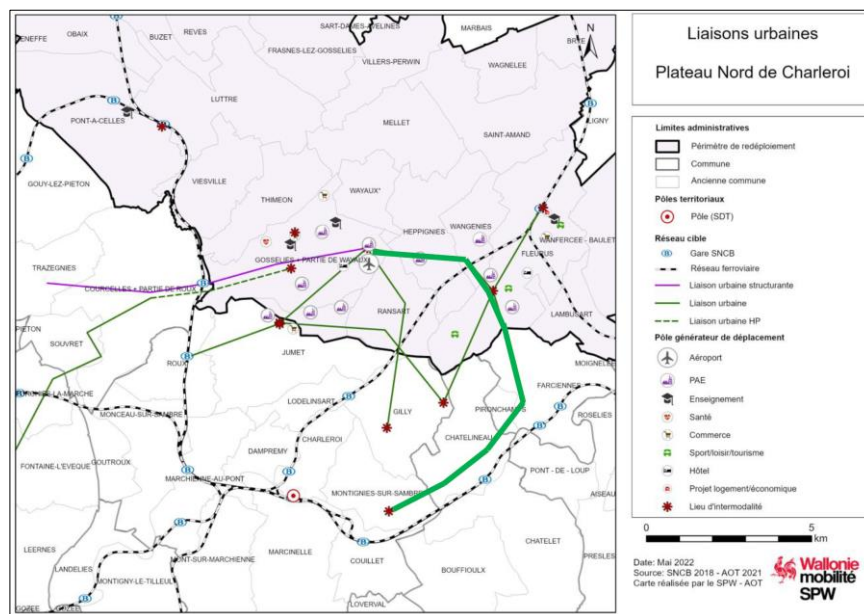 Liaisons urbaines
Plateau Nord de Charleroi
Limites administratives
Périmètre de redéploiement
Commune
Ancienne commune
Pôles territoriaux
Pôle (SDT)
Réseau cible
Gare SNCB
Réseau ferroviaire
Liaison urbaine structurante
Liaison urbaine
Liaison urbaine HP
Pôle générateur de déplacement
Aéroport
PAE
Enseignement
Santé
Commerce
Sport/loisir/tourisme
Hôtel
Projet logement/économique
Lieu d'intermodalité
0 5
km
Date: Mai 2022
Source: SNCB 2018 - AOT 2021
Carte réalisée par le SPW - AOT
Wallonie
mobilité
SPW
N
OBAIX
BUZET
REVES
SART-DAMES-AVELINES
MARBAIS
FRASNES-LEZ-GOSSELIES
VILLERS-PERWIN
WAGNELEE
LUTTRE
LIGNY
PONT-A-CELLES
MELLET
SAINT-AMAND
GOUY-LEZ-PIETON
VIESVILLE
THIMEON
WAYAUX
HEPPIGNIES
WANGENIES
WANFERCEE - BAULET
FLEURUS
TRAZEGNIES
GOSSELIES + PARTIE DE WAYAUX
COURCELLES + PARTIE DE ROUX
RANSART
LAMBUSART
PIETON
SOUVRET
JUMET
ROUX
MOIGNELEE
FARCIENNES
LODELINSART
GILLY
PIRONCHAMPS
ROSELIES
MONCEAU-SUR-SAMBRE
CHARLEROI
CHATELINEAU
DAMPREMY
FONTAINE-L'EVEQUE
GOUTROUX
MARCHIENNE-AU-PONT
PONT - DE - LOUP
MONTIGNIES-SUR-SAMBRE
AISEAU
LEERNES
MONT-SUR-MARCHIENNE
MARCINELLE
COUILLET
CHATELET
LANDELIES
BOUFFIOULX
PRESLES
MONTIGNY-LE-TILLEUL
LOVERVAL